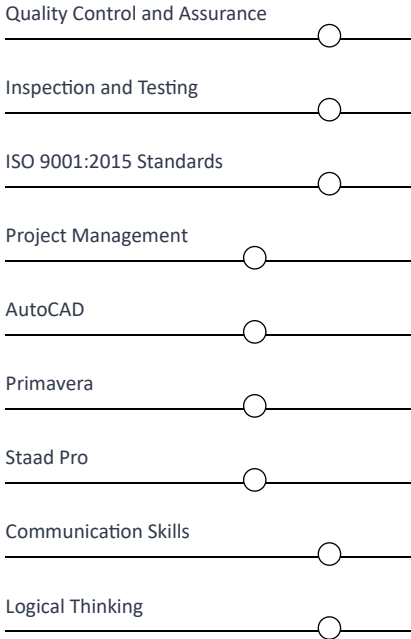 Quality Control and Assurance
Inspection and Testing
ISO 9001:2015 Standards
Project Management
AutoCAD
Primavera
Staad Pro
Communication Skills
Logical Thinking